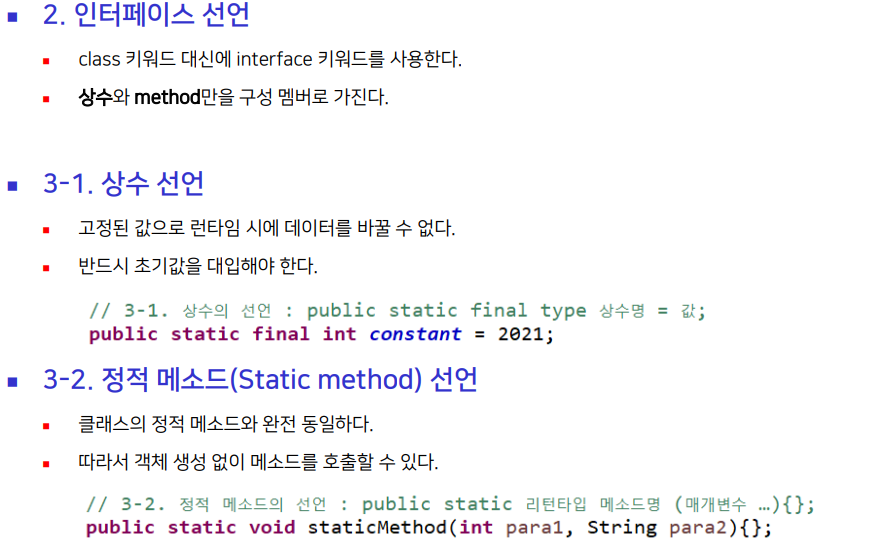 2. 인터페이스 선언
class 키워드 대신에 interface 키워드를 사용한다.
상수와 method만을 구성 멤버로 가진다.
3-1. 상수 선언
고정된 값으로 런타임 시에 데이터를 바꿀 수 없다.
반드시 초기값을 대입해야 한다.
// 3-1. 상수의 선언 : public static final type 상수명 = 값;
public static final int constant = 2021;
3-2. 정적 메소드(Static method) 선언
클래스의 정적 메소드와 완전 동일하다.
따라서 객체 생성 없이 메소드를 호출할 수 있다.
// 3-2. 정적 메소드의 선언 : public static 리턴타입 메소드명 (매개변수 …){};
public static void staticMethod(int para1, String para2){};